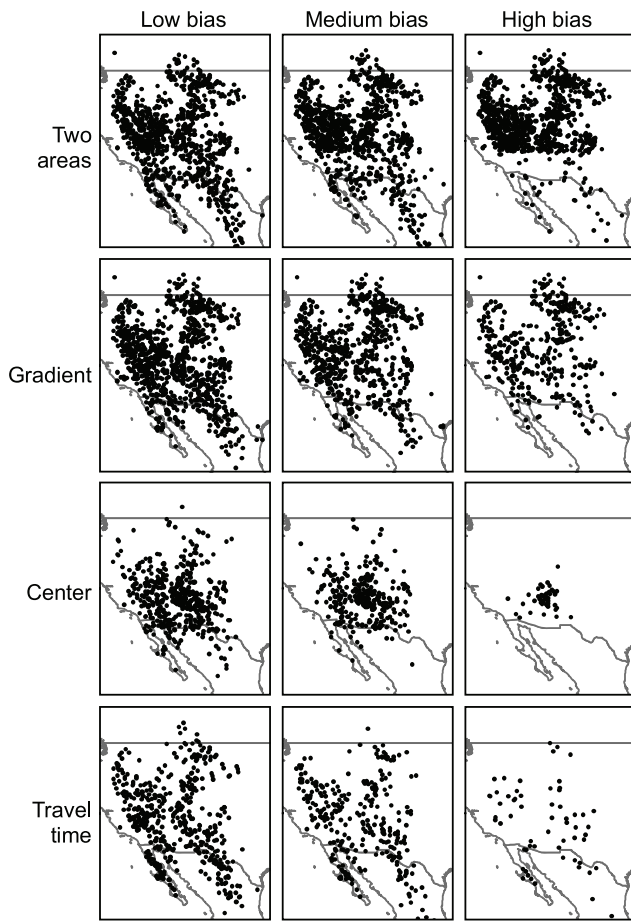 Low bias
Medium bias
High bias
Two
areas
Gradient
Center
Travel
time